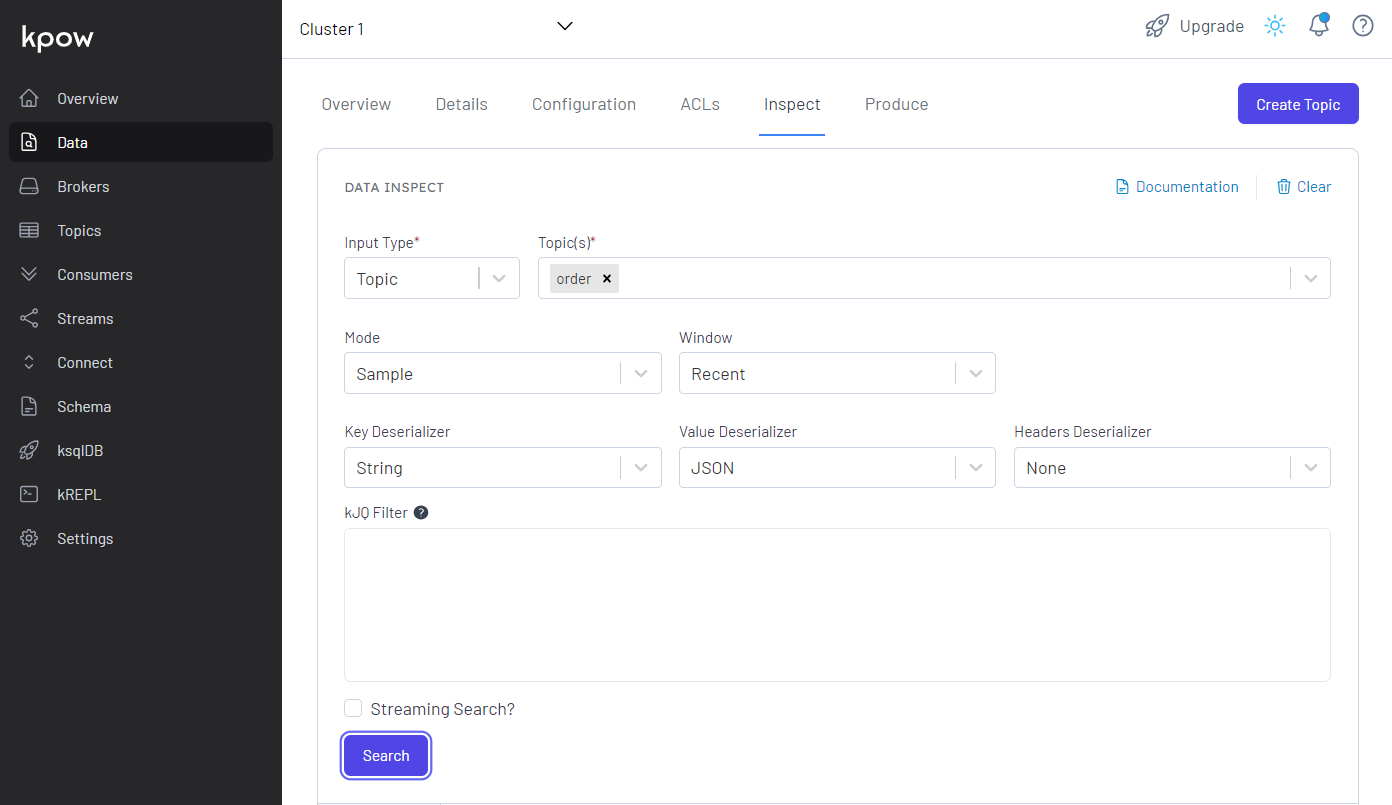 kpow
Cluster 1
Upgrade
Overview
Data
Brokers
Topics
Consumers
Streams
Connect
Schema
ksqlDB
kREPL
Settings
Overview Details Configuration ACLs Inspect Produce
Create Topic
DATA INSPECT
Documentation
Clear
Input Type* Topic(s)*
Topic order
Mode Window
Sample Recent
Key Deserializer Value Deserializer Headers Deserializer
String JSON None
kJQ Filter ?
Streaming Search?
Search